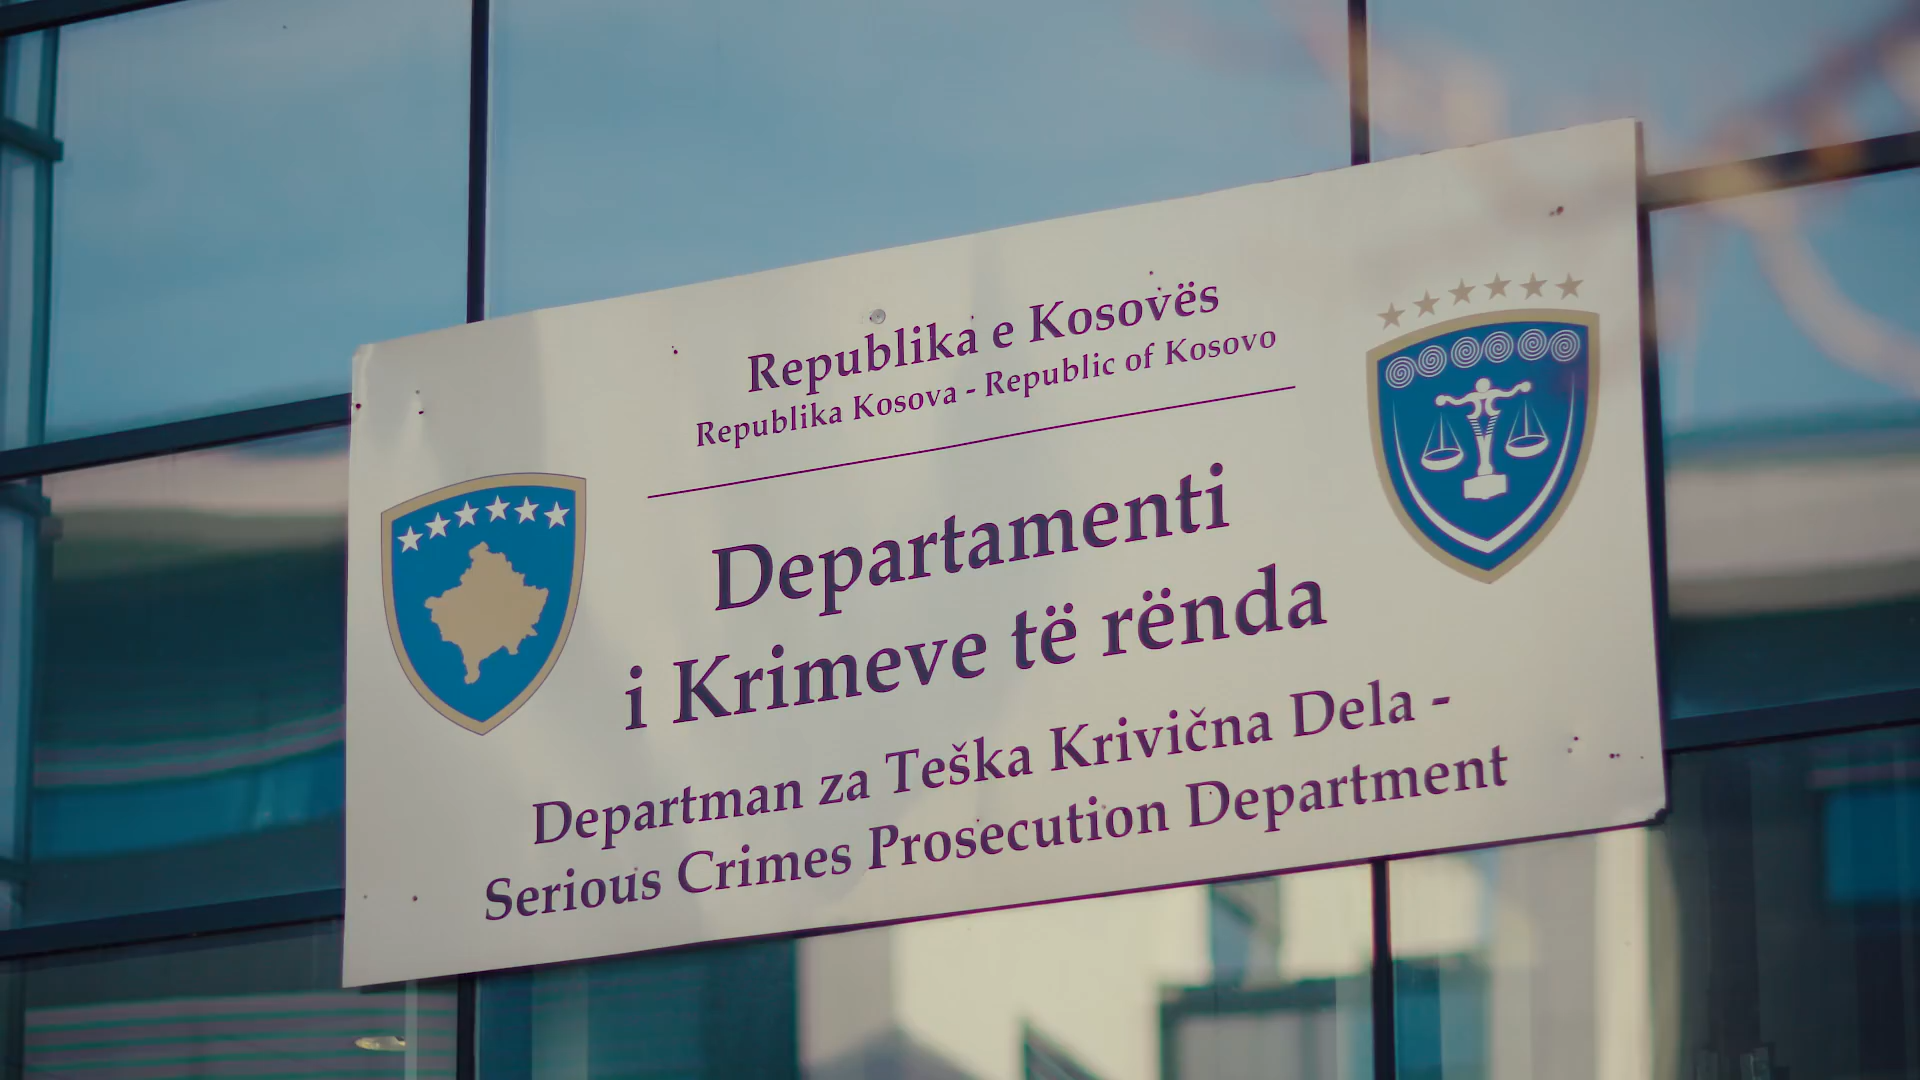 Republika e Kosovës
Republika Kosova - Republic of Kosovo
Departamenti
i Krimeve të rënda
Departman za Teška Krivična Dela -
Serious Crimes Prosecution Department